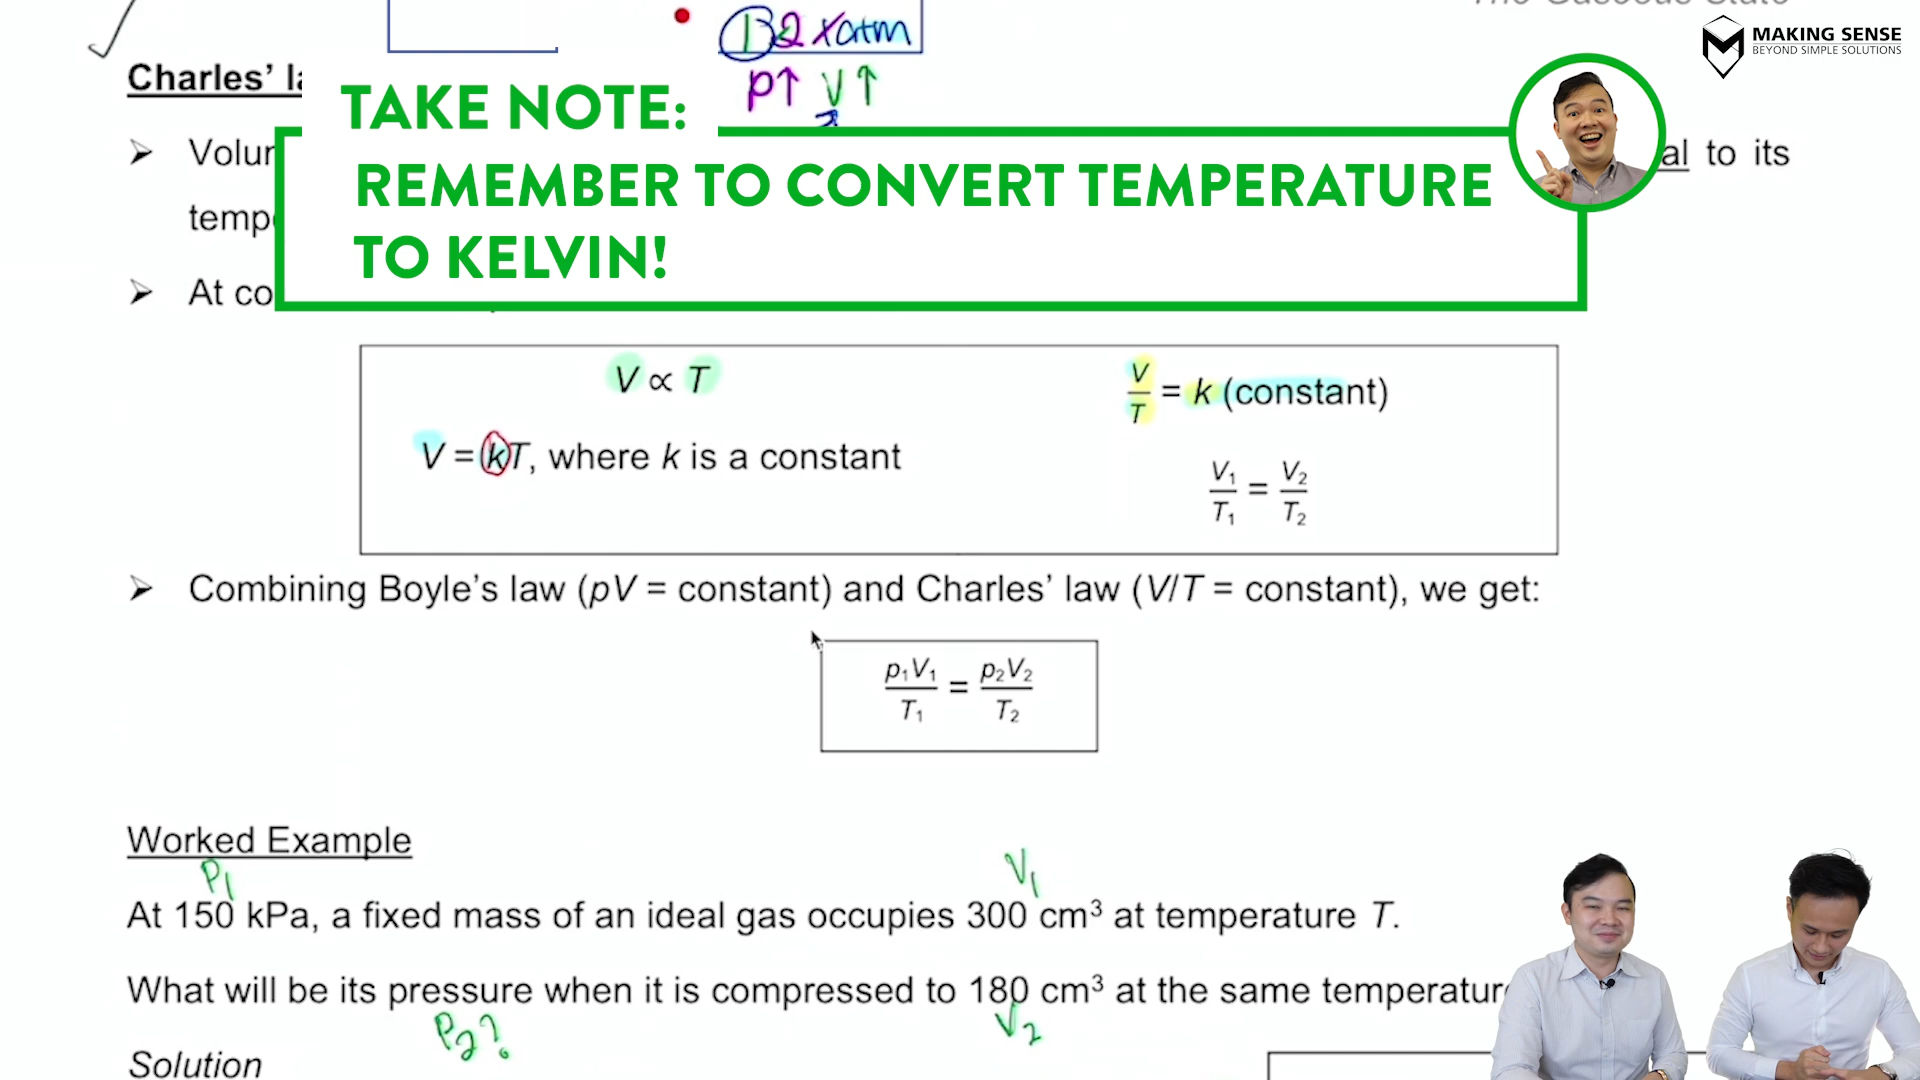 The Gaseous State
MAKING SENSE
BEYOND SIMPLE SOLUTIONS
atm
P↑ V↑
Charles' l
TAKE NOTE:
REMEMBER TO CONVERT TEMPERATURE
TO KELVIN!
➢ Volu
al to its
temp
➢ At co
V ∝ T
V/T = k (constant)
V = kT, where k is a constant
V₁/T₁ = V₂/T₂
➢ Combining Boyle's law (pV = constant) and Charles' law (V/T = constant), we get:
p₁V₁/T₁ = p₂V₂/T₂
Worked Example
P₁ V₁
At 150 kPa, a fixed mass of an ideal gas occupies 300 cm³ at temperature T.
What will be its pressure when it is compressed to 180 cm³ at the same temperatur
P₂? V₂
Solution